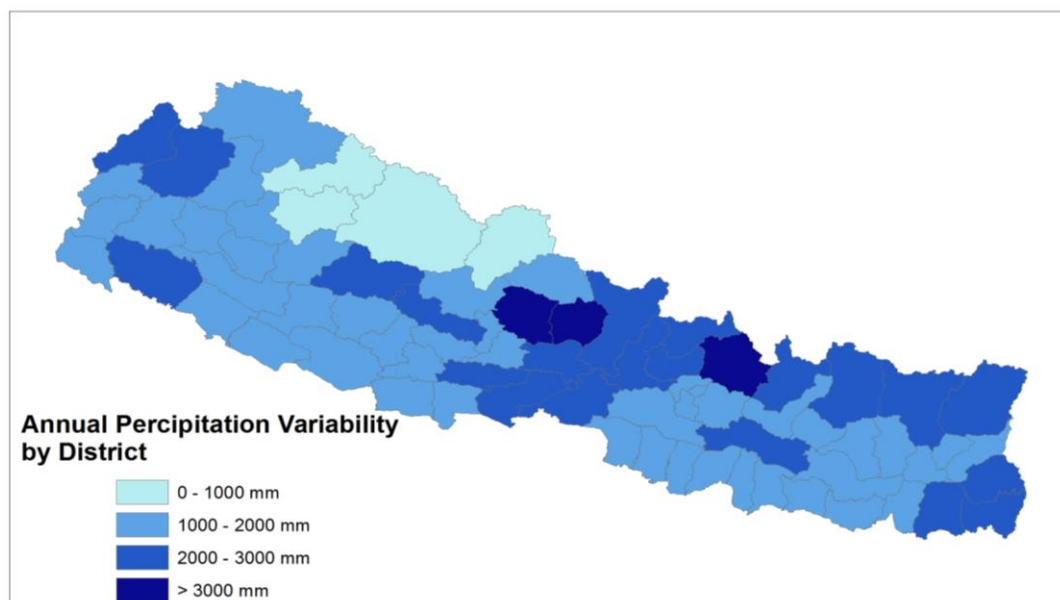 Annual Percipitation Variability
by District
0 - 1000 mm
1000 - 2000 mm
2000 - 3000 mm
> 3000 mm